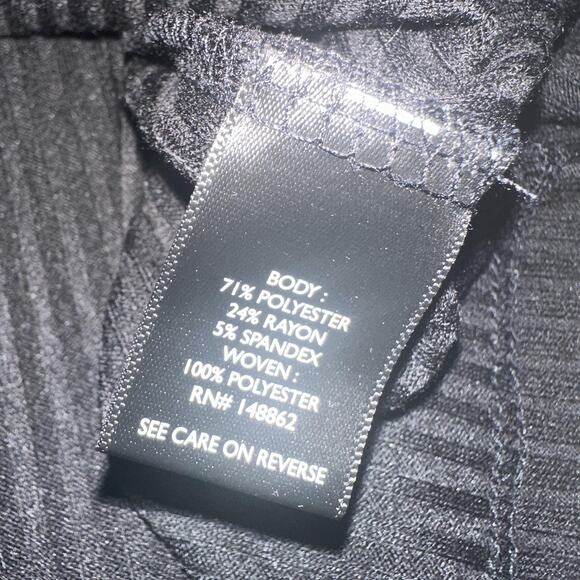 BODY :
71% POLYESTER
24% RAYON
5% SPANDEX
WOVEN :
100% POLYESTER
RN# 148862
SEE CARE ON REVERSE